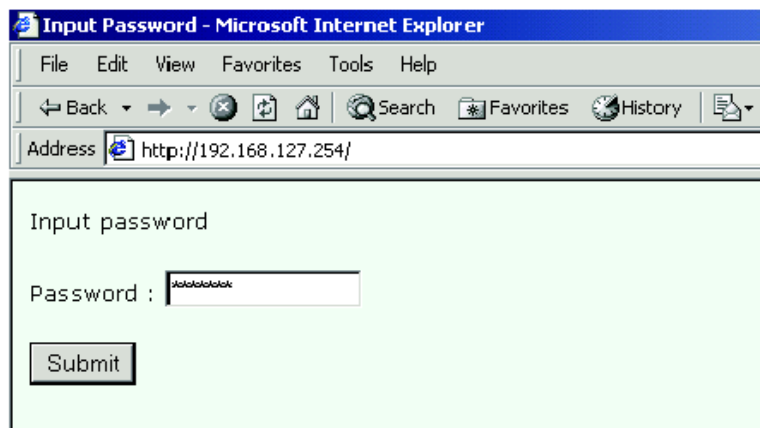 Input Password - Microsoft Internet Explorer
File Edit View Favorites Tools Help
Back Search Favorites History
Address http://192.168.127.254/
Input password
Password : ********
Submit